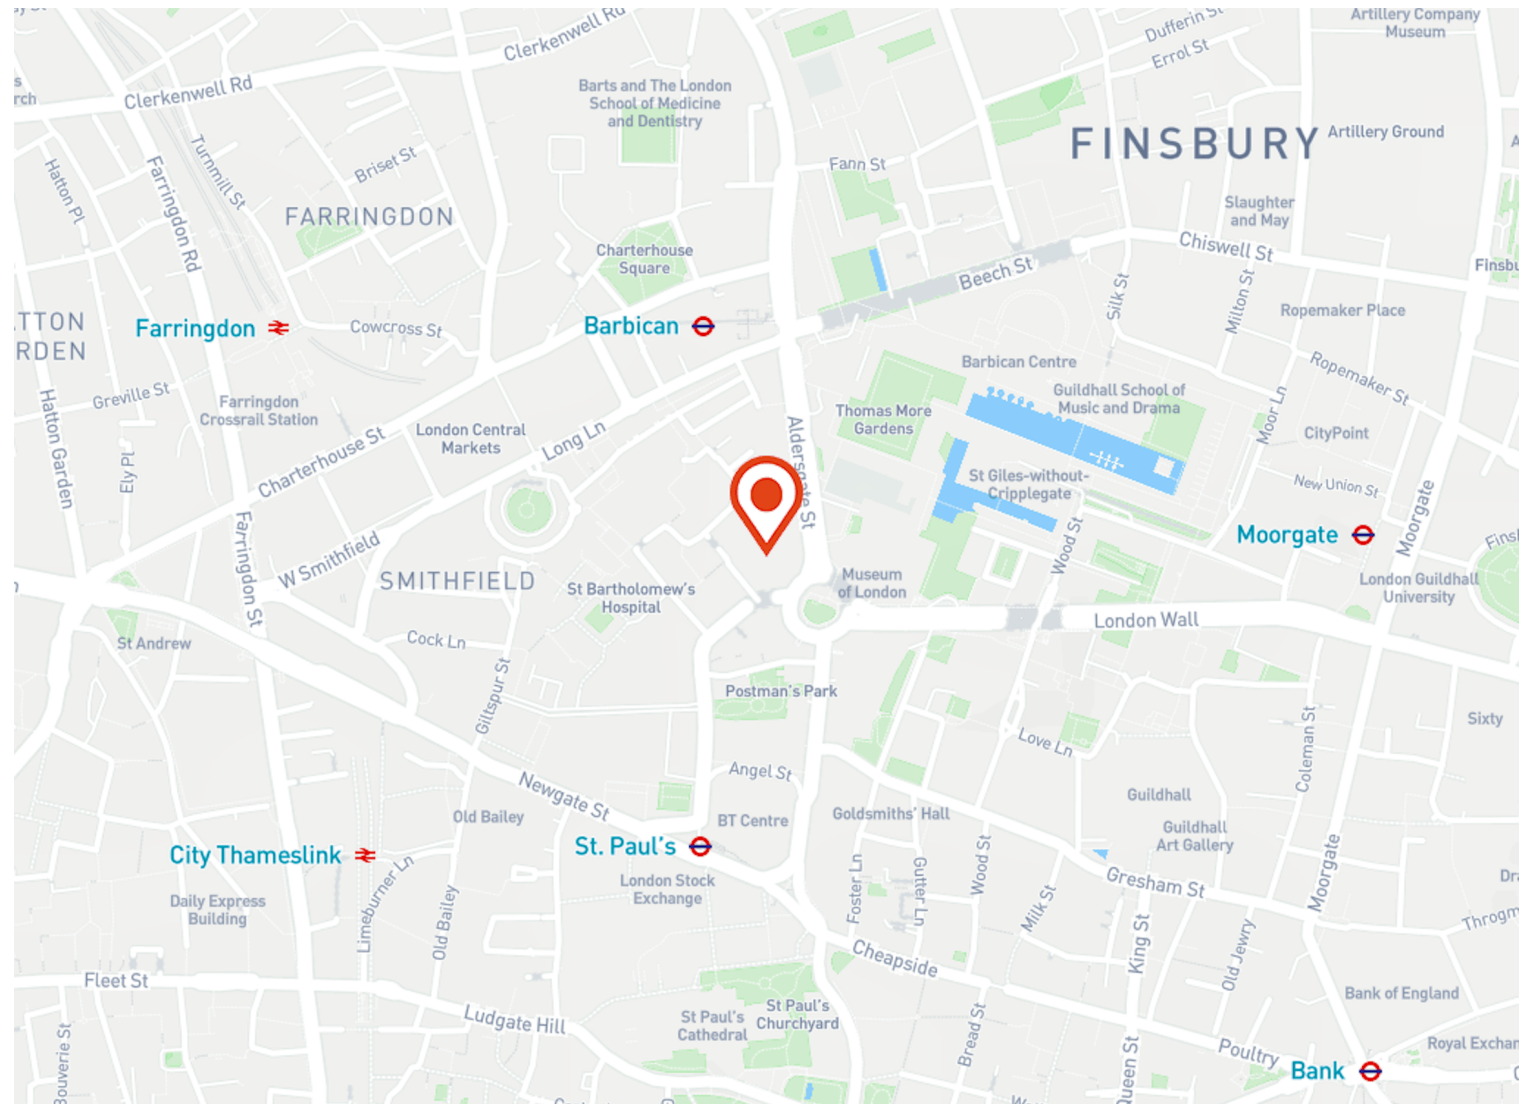 Clerkenwell Rd
Clerkenwell Rd
Dufferin St
Errol St
Artillery Company
Museum
Barts and The London
School of Medicine
and Dentistry
FINSBURY
Artillery Ground
Turnmill St
Briset St
Hatton Pl
Farringdon Rd
Fann St
FARRINGDON
Slaughter
and May
Charterhouse
Square
Chiswell St
Beech St
Silk St
Milton St
Finsbu
Ropemaker Place
TTON
RDEN
Farringdon
Cowcross St
Barbican
Barbican Centre
Ropemaker St
Greville St
Hatton Garden
Farringdon
Crossrail Station
Guildhall School of
Music and Drama
Thomas More
Gardens
Moor Ln
CityPoint
London Central
Markets
Long Ln
Aldersgate St
Ely Pl
Charterhouse St
St Giles-without-
Cripplegate
New Union St
Moorgate
Moorgate
Farringdon St
W Smithfield
Wood St
Finsl
SMITHFIELD
St Bartholomew's
Hospital
Museum
of London
London Guildhall
University
London Wall
St Andrew
Cock Ln
Giltspur St
Postman's Park
Sixty
Love Ln
Coleman St
Angel St
Newgate St
Guildhall
Old Bailey
BT Centre
Goldsmiths' Hall
Guildhall
Art Gallery
City Thameslink
St. Paul's
Limeburner Ln
Old Bailey
London Stock
Exchange
Foster Ln
Gutter Ln
Wood St
Milk St
Gresham St
Moorgate
Daily Express
Building
King St
Old Jewry
Throgm
Cheapside
Fleet St
Ludgate Hill
St Paul's
Cathedral
St Paul's
Churchyard
Bread St
Bank of England
Poultry
Royal Exchan
Bouverie St
Queen St
Bank